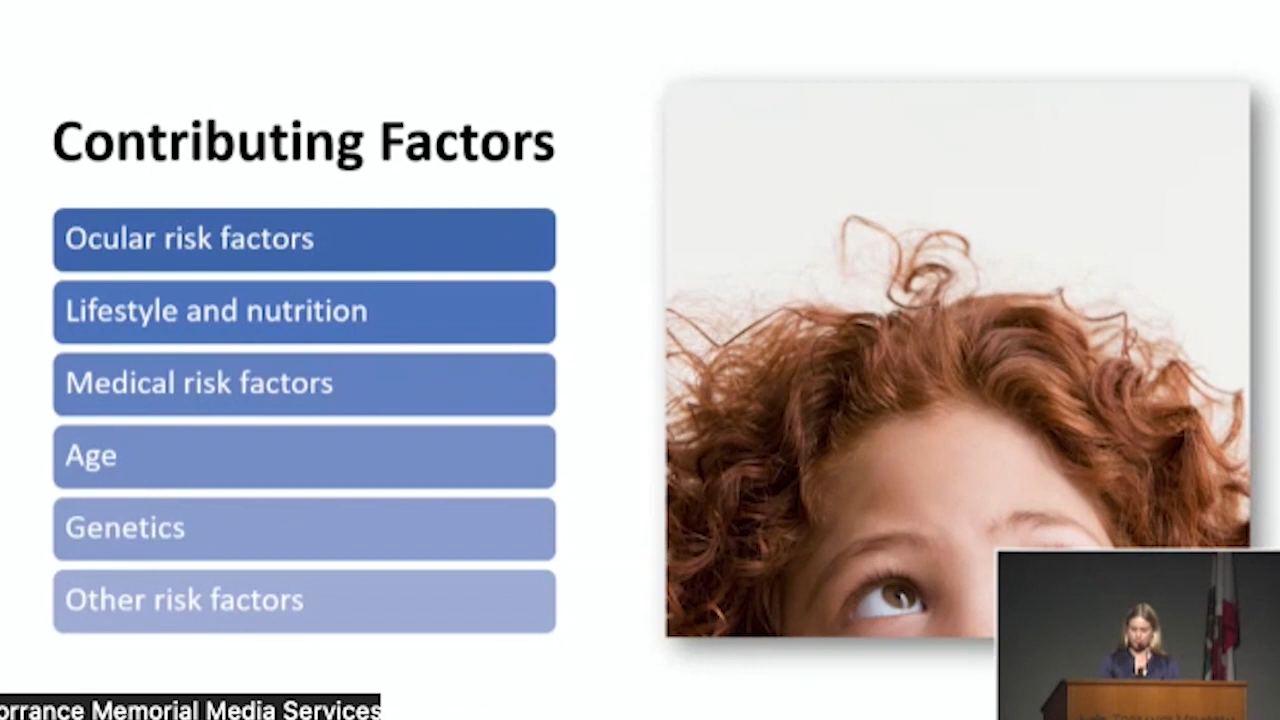 Contributing Factors
Ocular risk factors
Lifestyle and nutrition
Medical risk factors
Age
Genetics
Other risk factors
orrance Memorial Media Services